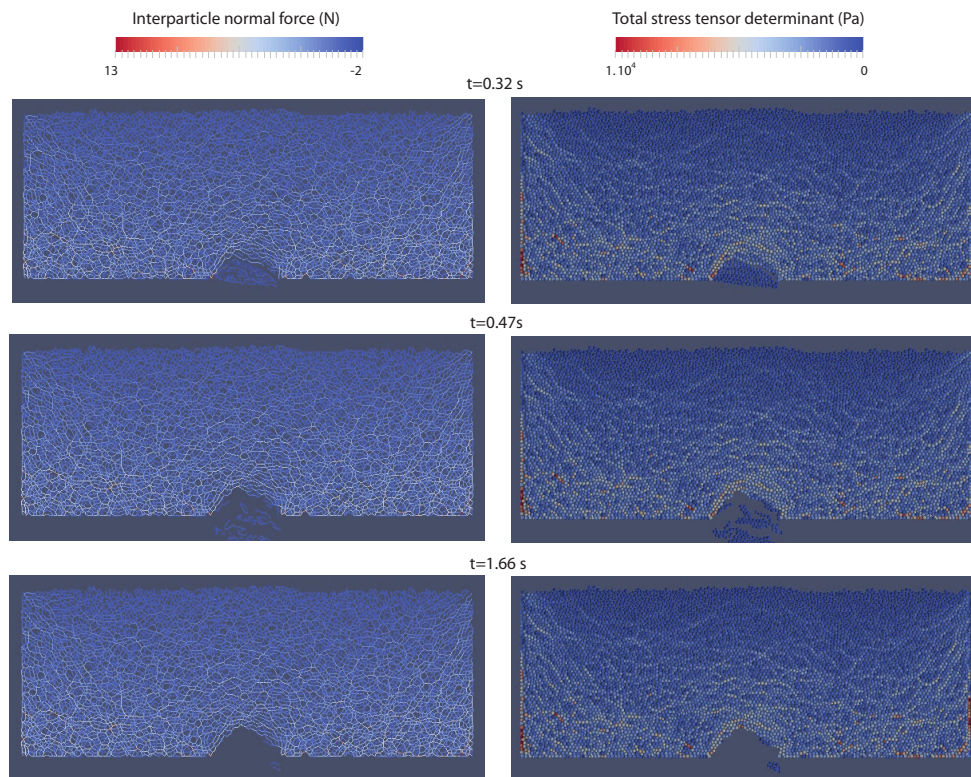 Interparticle normal force (N)
Total stress tensor determinant (Pa)
13
-2
1.10⁴
0
t=0.32 s
t=0.47s
t=1.66 s